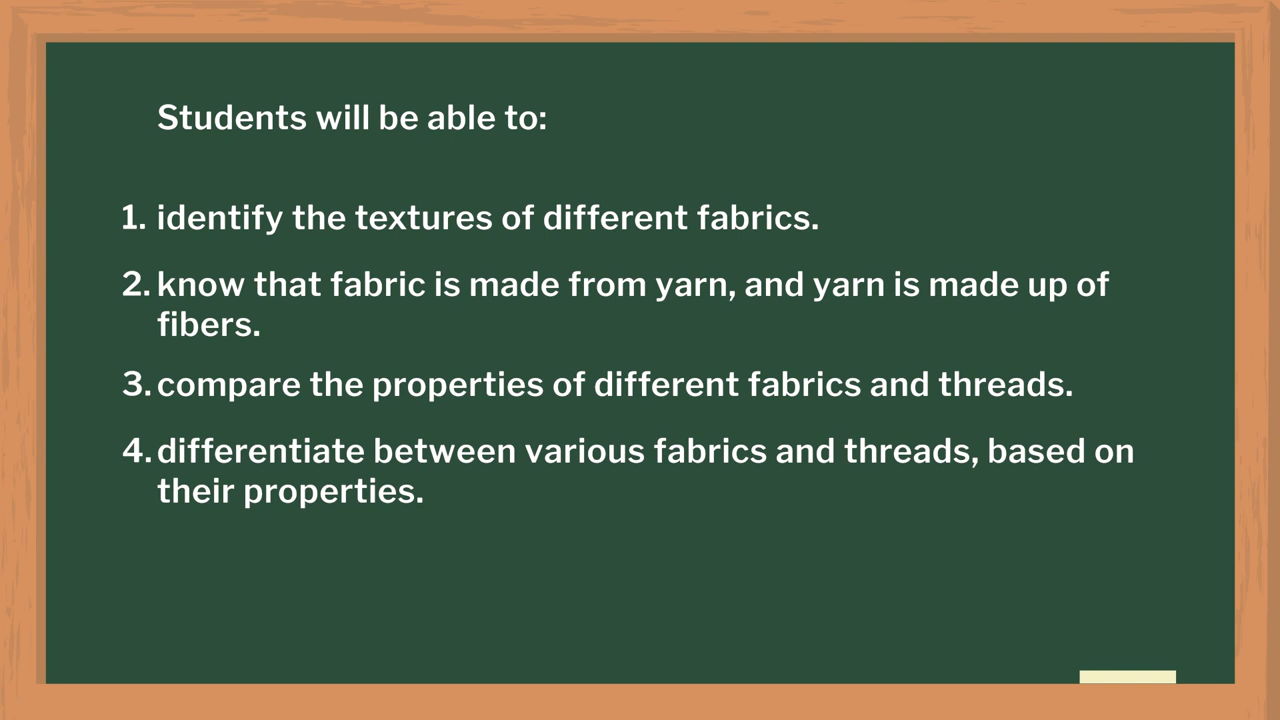 Students will be able to:
1. identify the textures of different fabrics.
2. know that fabric is made from yarn, and yarn is made up of
fibers.
3. compare the properties of different fabrics and threads.
4. differentiate between various fabrics and threads, based on
their properties.